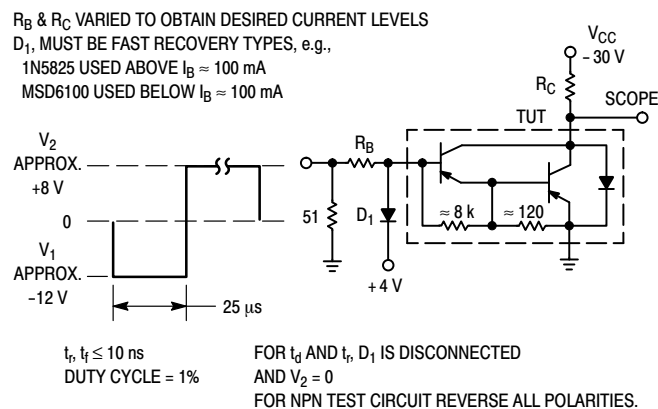 R_B & R_C VARIED TO OBTAIN DESIRED CURRENT LEVELS
D_1, MUST BE FAST RECOVERY TYPES, e.g.,
1N5825 USED ABOVE I_B ≈ 100 mA
MSD6100 USED BELOW I_B ≈ 100 mA
V_CC
- 30 V
R_C
SCOPE
TUT
V_2
APPROX.
+8 V
0
V_1
APPROX.
-12 V
25 μs
R_B
51
D_1
+ 4 V
≈ 8 k
≈ 120
t_r, t_f ≤ 10 ns
DUTY CYCLE = 1%
FOR t_d AND t_r, D_1 IS DISCONNECTED
AND V_2 = 0
FOR NPN TEST CIRCUIT REVERSE ALL POLARITIES.